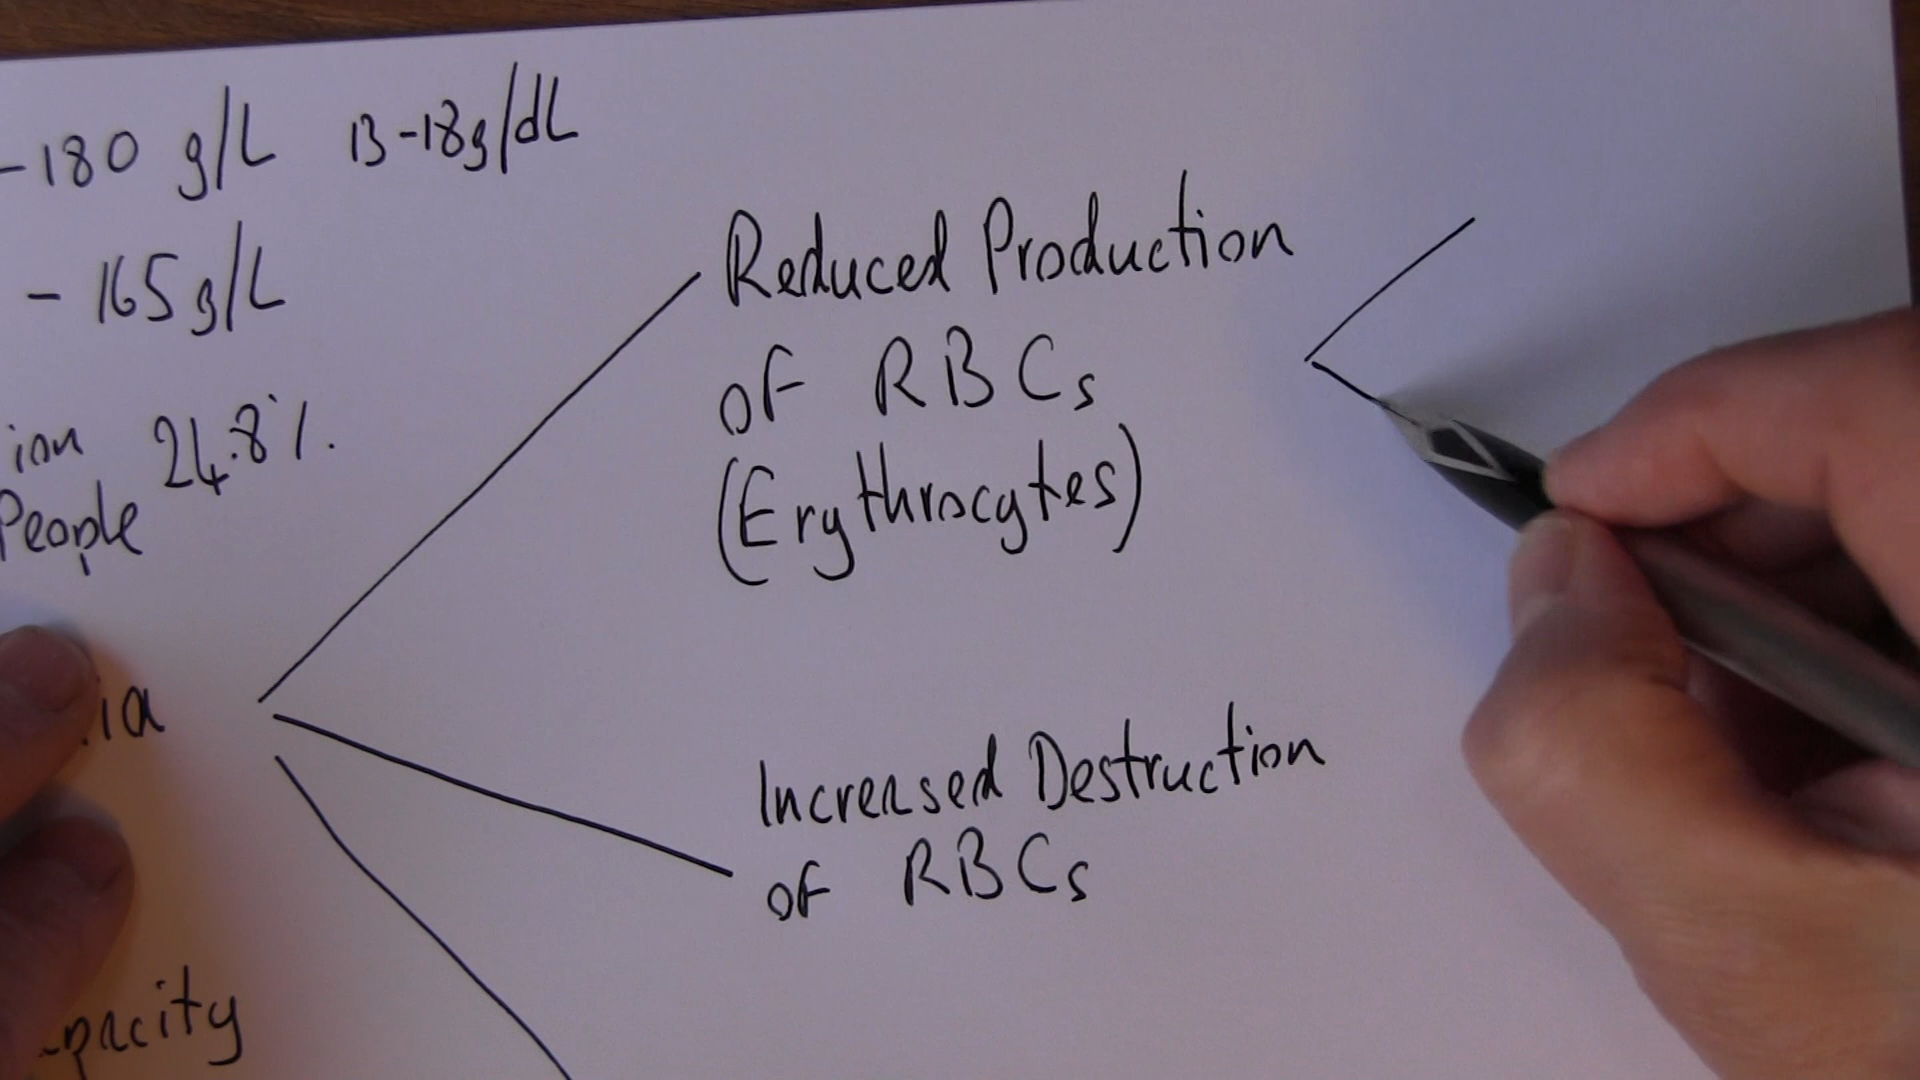 -180 g/L 13-18g/dL
- 165 g/L
ion 24.8%.
People
Reduced Production
of RBCs
(Erythrocytes)
ia
Increased Destruction
of RBCs
pacity